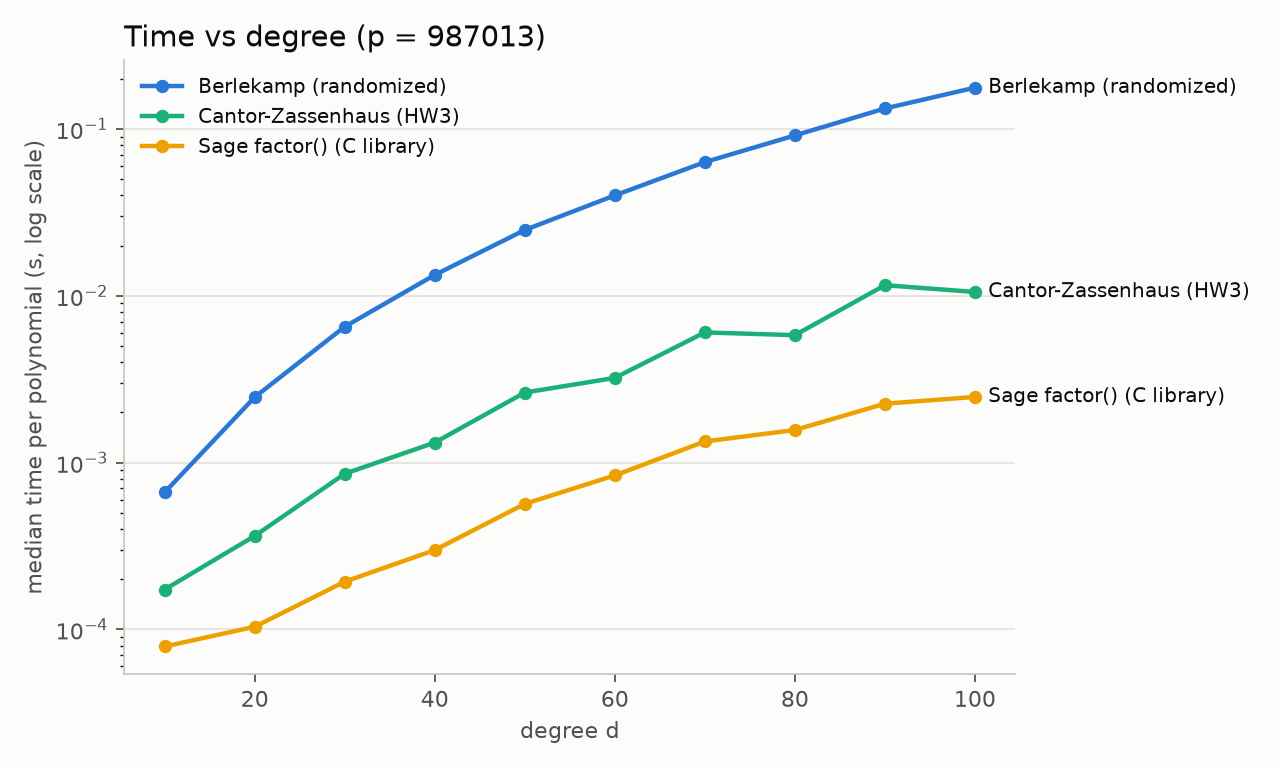 Time vs degree (p = 987013)
Berlekamp (randomized)
Cantor-Zassenhaus (HW3)
Sage factor() (C library)
Berlekamp (randomized)
Cantor-Zassenhaus (HW3)
Sage factor() (C library)
median time per polynomial (s, log scale)
10⁻¹
10⁻²
10⁻³
10⁻⁴
20 40 60 80 100
degree d